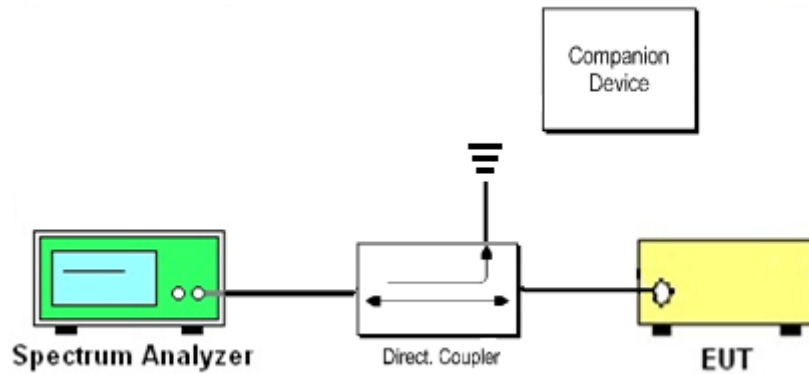 Companion
Device
Spectrum Analyzer
Direct. Coupler
EUT